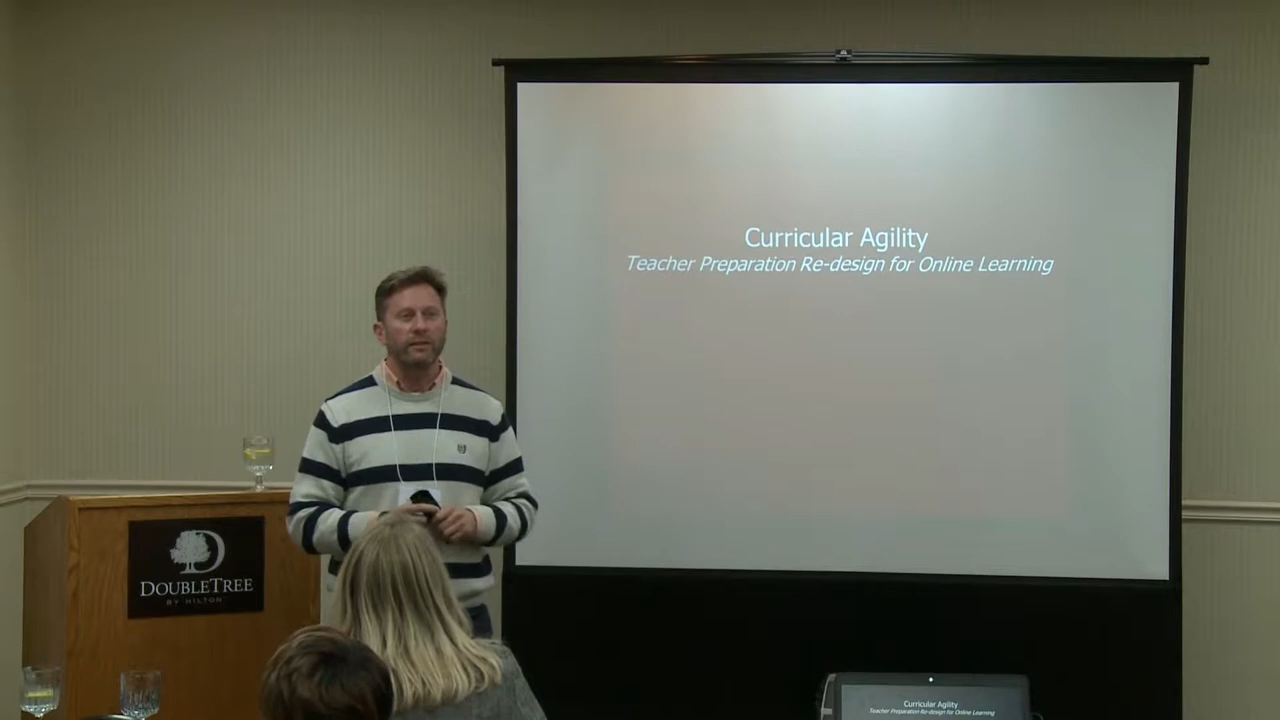 Curricular Agility
Teacher Preparation Re-design for Online Learning
DOUBLETREE
BY HILTON
Curricular Agility
Teacher Preparation Re-design for Online Learning